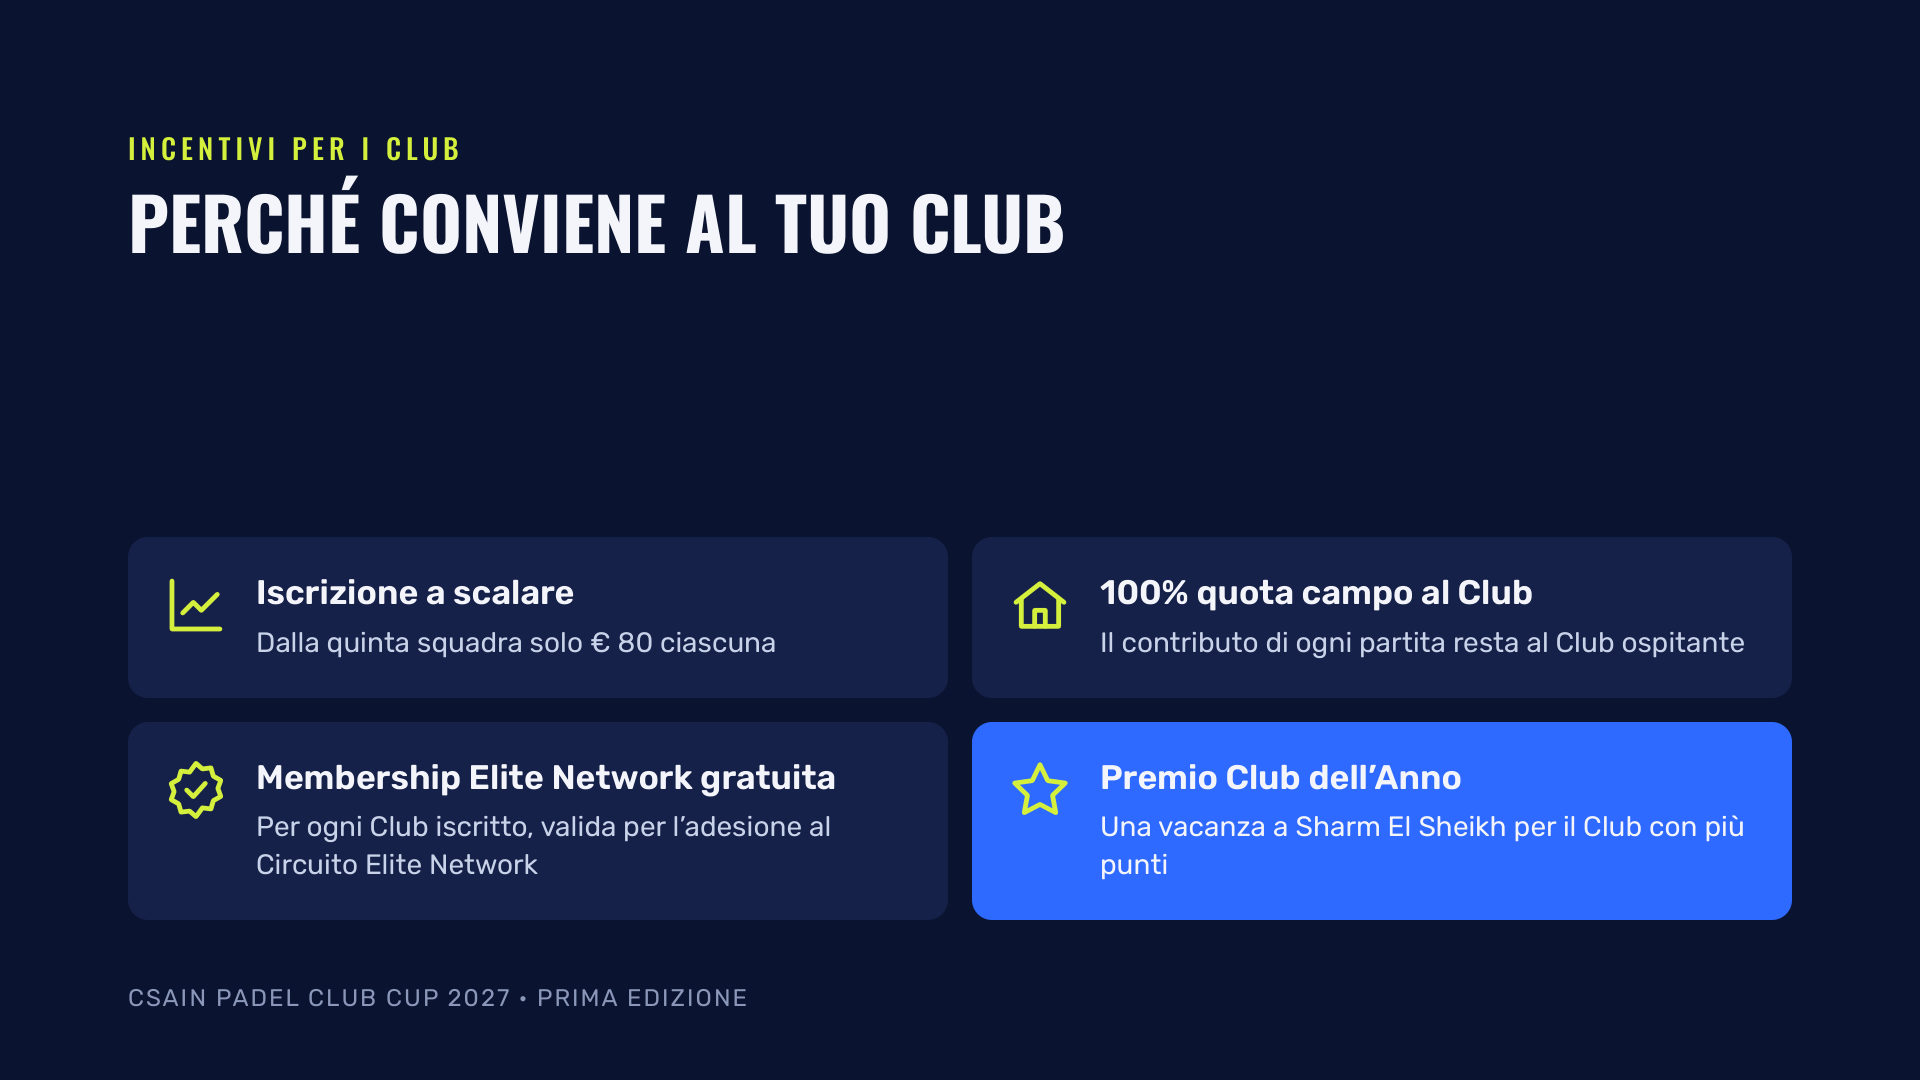 INCENTIVI PER I CLUB
PERCHÉ CONVIENE AL TUO CLUB
Iscrizione a scalare
Dalla quinta squadra solo € 80 ciascuna
100% quota campo al Club
Il contributo di ogni partita resta al Club ospitante
Membership Elite Network gratuita
Per ogni Club iscritto, valida per l’adesione al
Circuito Elite Network
Premio Club dell’Anno
Una vacanza a Sharm El Sheikh per il Club con più
punti
CSAIN PADEL CLUB CUP 2027 • PRIMA EDIZIONE